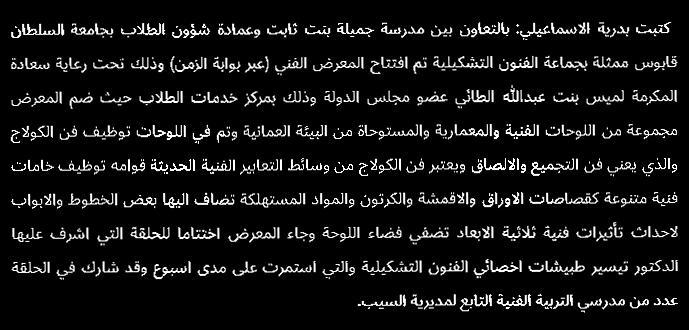 كتبت بدرية الاسماعيلي: بالتعاون بين مدرسة جميلة بنت ثابت وعمادة شؤون الطلاب بجامعة السلطان
قابوس ممثلة بجماعة الفنون التشكيلية تم افتتاح المعرض الفني (عبر بوابة الزمن) وذلك تحت رعاية سعادة
المكرمة لميس بنت عبدالله الطائي عضو مجلس الدولة وذلك بمركز خدمات الطلاب حيث ضم المعرض
مجموعة من اللوحات الفنية والمعمارية والمستوحاة من البيئة العمانية وتم في اللوحات توظيف فن الكولاج
والذي يعني فن التجميع والالصاق ويعتبر فن الكولاج من وسائط التعابير الفنية الحديثة قوامه توظيف خامات
فنية متنوعة كقصاصات الاوراق والاقمشة والكرتون والمواد المستهلكة تضاف اليها بعض الخطوط والابواب
لاحداث تأثيرات فنية ثلاثية الابعاد تضفي فضاء اللوحة وجاء المعرض اختتاما للحلقة التي اشرف عليها
الدكتور تيسير طبيشات اخصائي الفنون التشكيلية والتي استمرت على مدى اسبوع وقد شارك في الحلقة
عدد من مدرسي التربية الفنية التابع لمديرية السيب.